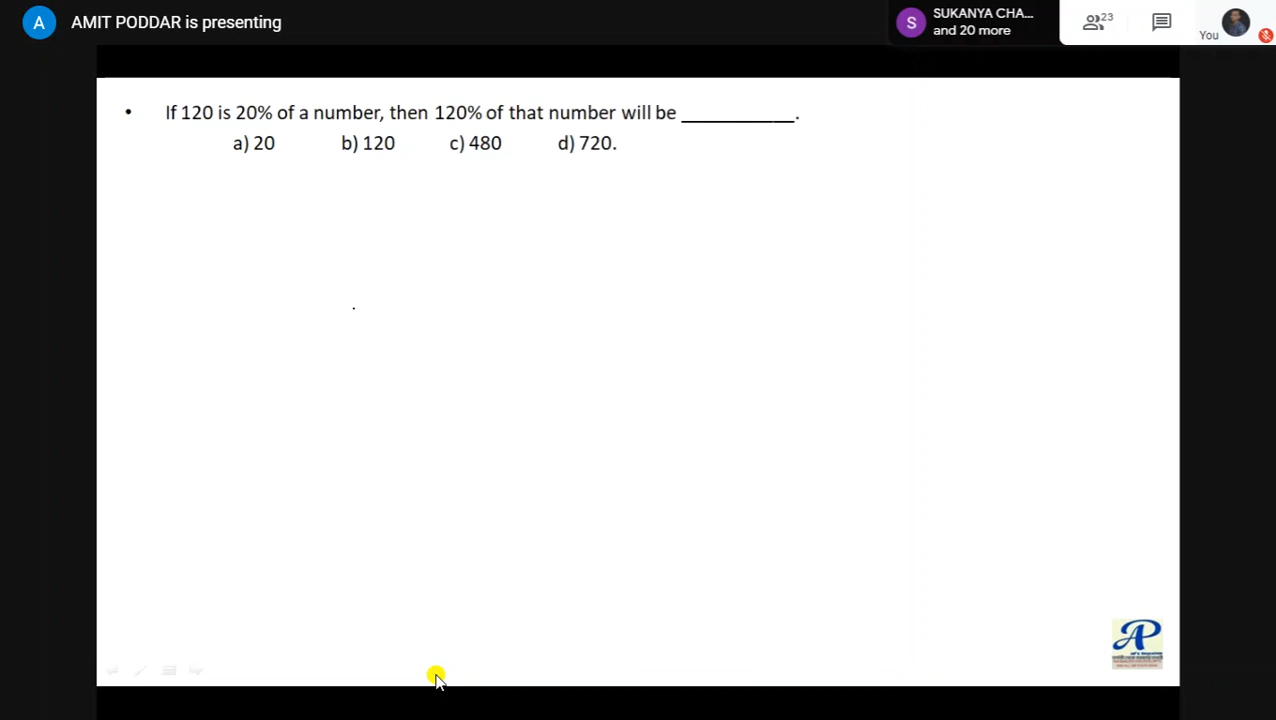 A AMIT PODDAR is presenting
S SUKANYA CHA...
and 20 more
23
You
• If 120 is 20% of a number, then 120% of that number will be ___________.
a) 20 b) 120 c) 480 d) 720.
AP